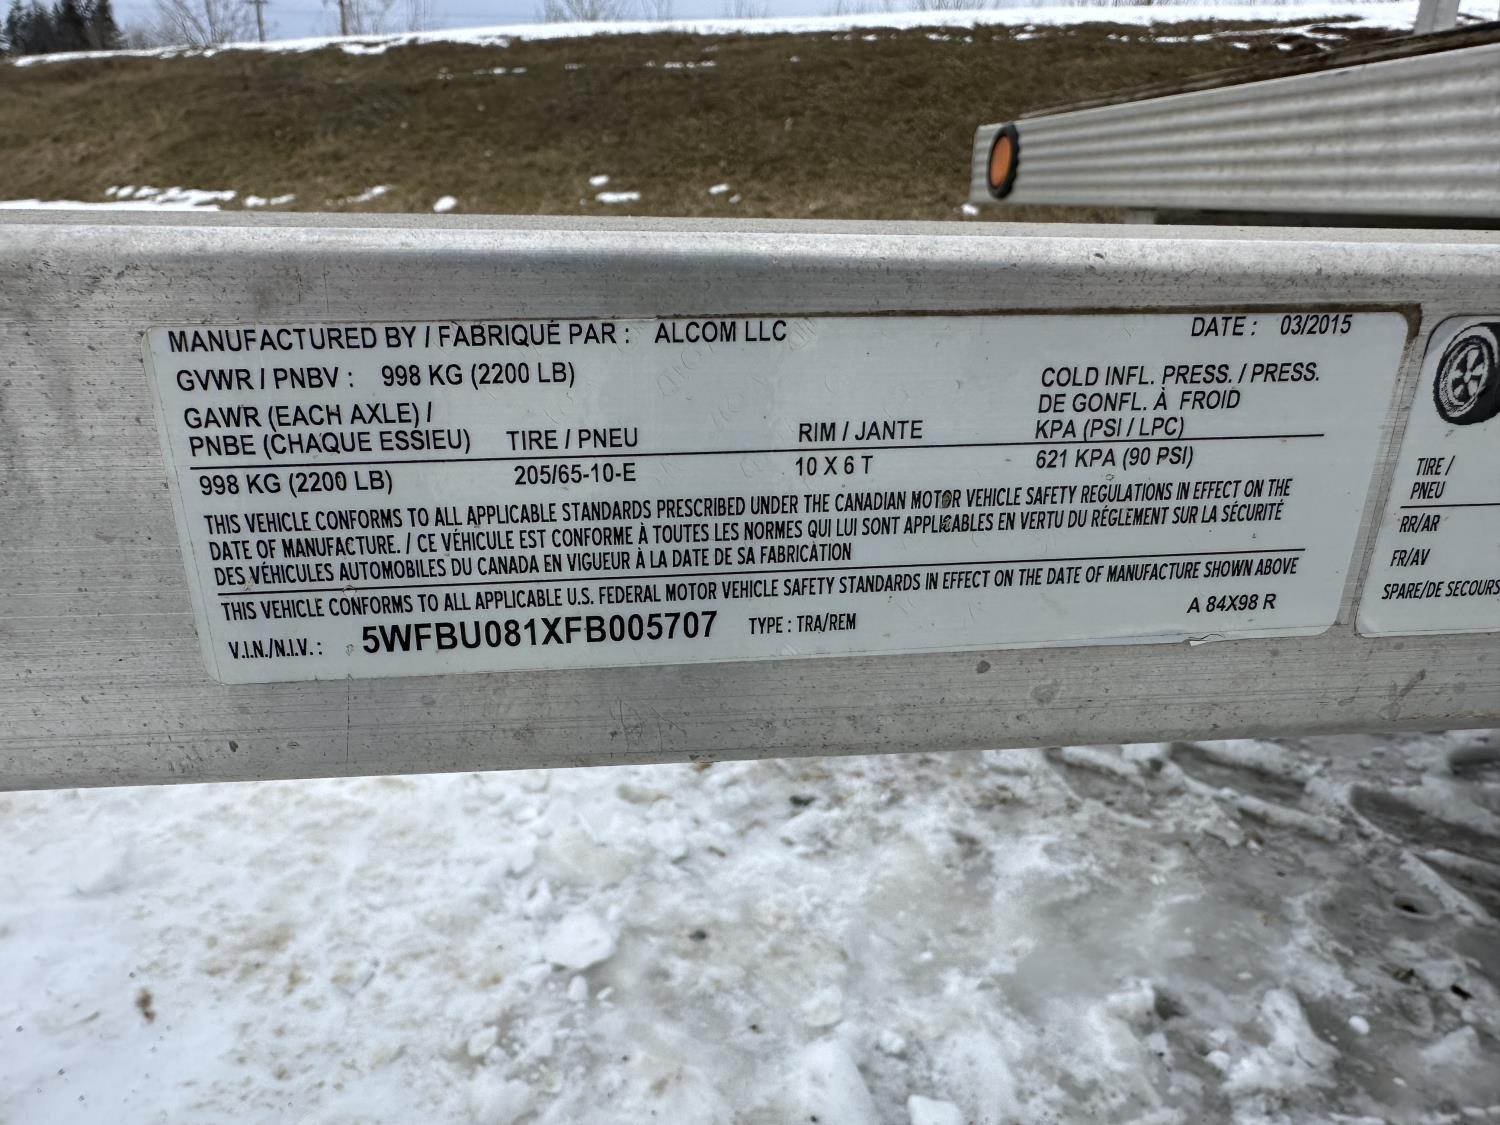 MANUFACTURED BY / FABRIQUÉ PAR : ALCOM LLC DATE : 03/2015
GVWR / PNBV : 998 KG (2200 LB)
GAWR (EACH AXLE) /
PNBE (CHAQUE ESSIEU) TIRE / PNEU RIM / JANTE COLD INFL. PRESS. / PRESS.
DE GONFL. À FROID
KPA (PSI / LPC)
998 KG (2200 LB) 205/65-10-E 10 X 6 T 621 KPA (90 PSI)
THIS VEHICLE CONFORMS TO ALL APPLICABLE STANDARDS PRESCRIBED UNDER THE CANADIAN MOTOR VEHICLE SAFETY REGULATIONS IN EFFECT ON THE
DATE OF MANUFACTURE. / CE VÉHICULE EST CONFORME À TOUTES LES NORMES QUI LUI SONT APPLICABLES EN VERTU DU RÉGLEMENT SUR LA SÉCURITÉ
DES VÉHICULES AUTOMOBILES DU CANADA EN VIGUEUR À LA DATE DE SA FABRICATION
THIS VEHICLE CONFORMS TO ALL APPLICABLE U.S. FEDERAL MOTOR VEHICLE SAFETY STANDARDS IN EFFECT ON THE DATE OF MANUFACTURE SHOWN ABOVE
V.I.N./N.I.V. : 5WFBU081XFB005707 TYPE : TRA/REM A 84X98 R
TIRE /
PNEU
RR/AR
FR/AV
SPARE/DE SECOURS